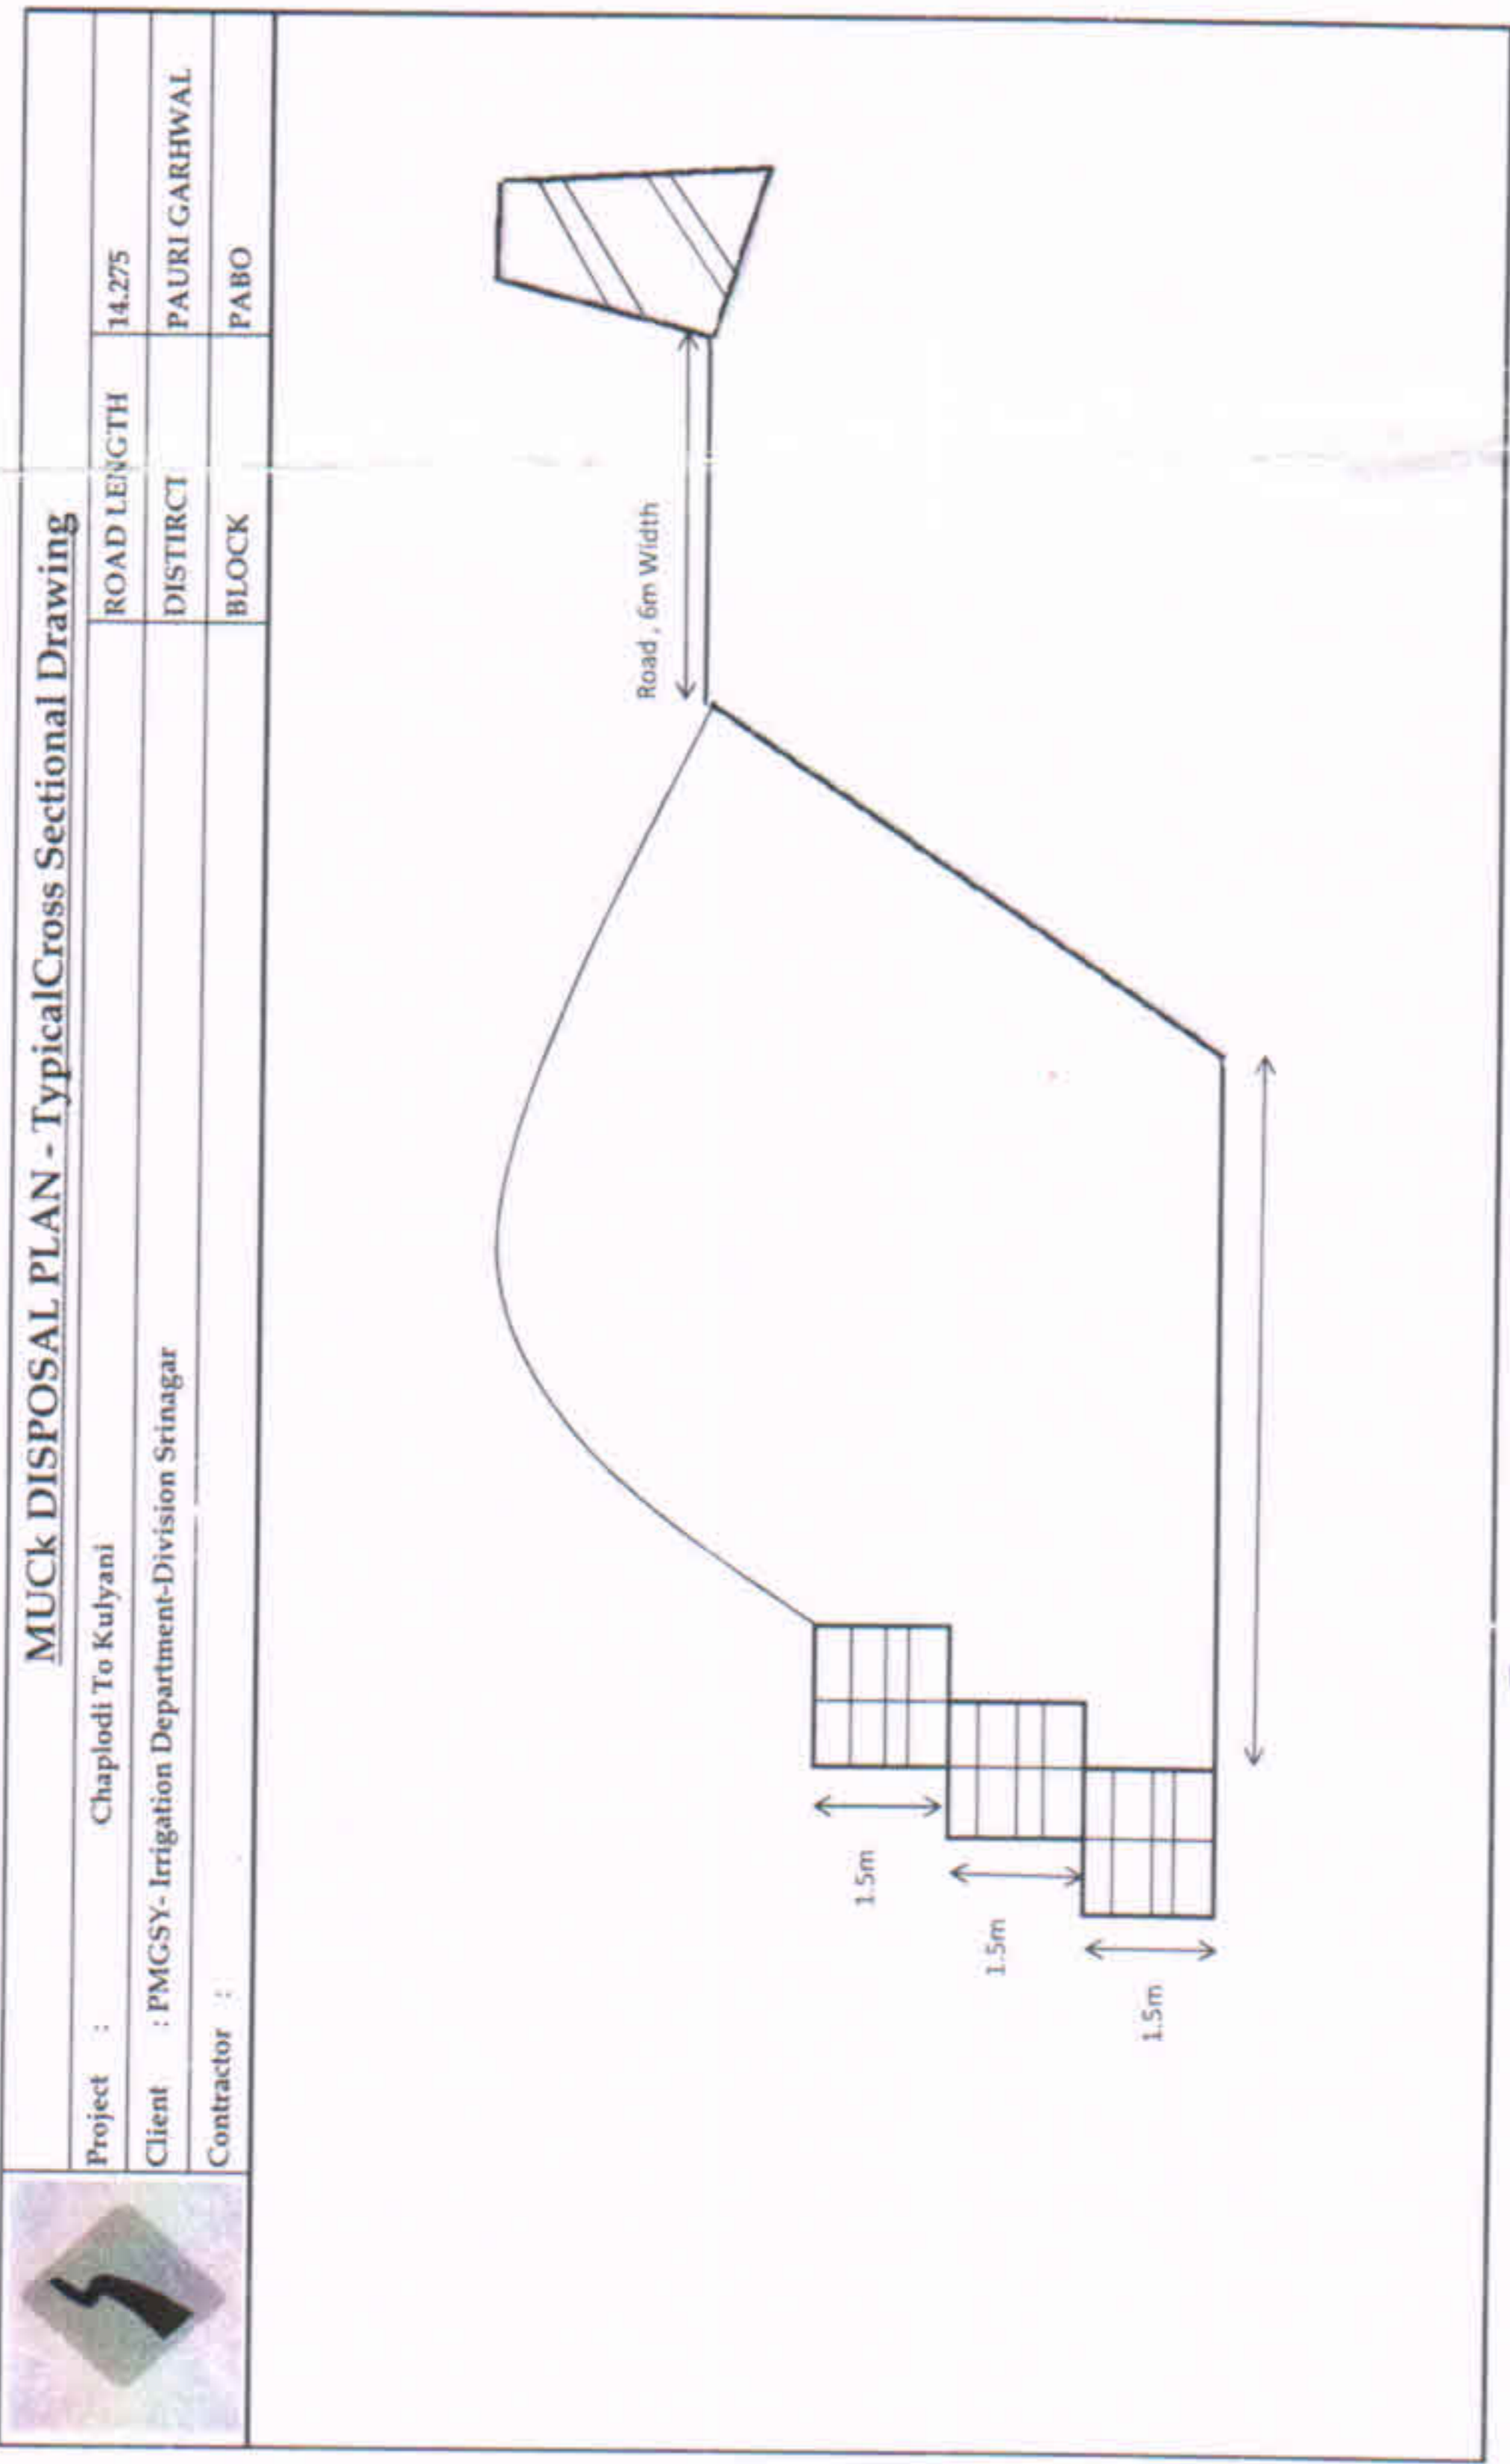 MUCk DISPOSAL PLAN - TypicalCross Sectional Drawing
Project : Chaplodi To Kulyani ROAD LENGTH 14.275
Client : PMGSY- Irrigation Department-Division Srinagar DISTIRCT PAURI GARHWAL
Contractor : BLOCK PABO
Road , 6m Width
1.5m
1.5m
1.5m